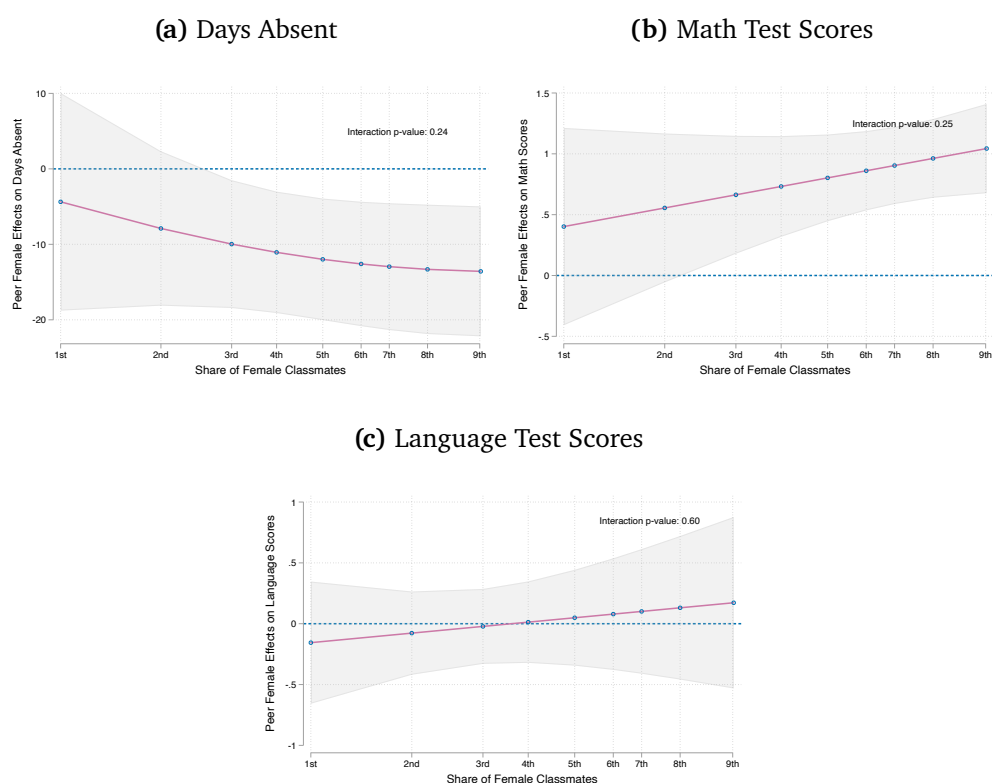 (a) Days Absent
(b) Math Test Scores
10
0
-10
-20
Peer Female Effects on Days Absent
Interaction p-value: 0.24
1st 2nd 3rd 4th 5th 6th 7th 8th 9th
Share of Female Classmates
1.5
1
.5
0
-.5
Peer Female Effects on Math Scores
Interaction p-value: 0.25
1st 2nd 3rd 4th 5th 6th 7th 8th 9th
Share of Female Classmates
(c) Language Test Scores
1
.5
0
-.5
-1
Peer Female Effects on Language Scores
Interaction p-value: 0.60
1st 2nd 3rd 4th 5th 6th 7th 8th 9th
Share of Female Classmates